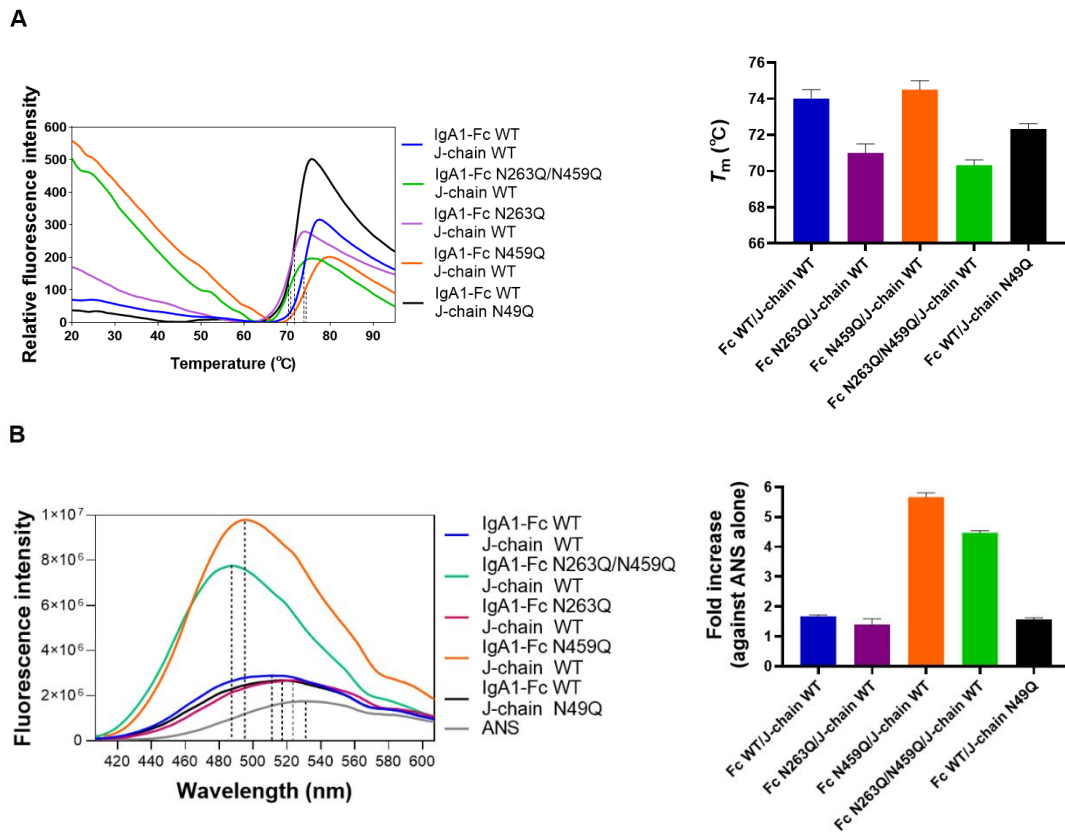 A
Relative fluorescence intensity
600
500
400
300
200
100
0
20 30 40 50 60 70 80 90
Temperature (°C)
IgA1-Fc WT
J-chain WT
IgA1-Fc N263Q/N459Q
J-chain WT
IgA1-Fc N263Q
J-chain WT
IgA1-Fc N459Q
J-chain WT
IgA1-Fc WT
J-chain N49Q
Tm (°C)
76
74
72
70
68
66
Fc WT/J-chain WT
Fc N263Q/J-chain WT
Fc N459Q/J-chain WT
Fc N263Q/N459Q/J-chain WT
Fc WT/J-chain N49Q
B
Fluorescence intensity
1×10⁷
8×10⁶
6×10⁶
4×10⁶
2×10⁶
0
420 440 460 480 500 520 540 560 580 600
Wavelength (nm)
IgA1-Fc WT
J-chain WT
IgA1-Fc N263Q/N459Q
J-chain WT
IgA1-Fc N263Q
J-chain WT
IgA1-Fc N459Q
J-chain WT
IgA1-Fc WT
J-chain N49Q
ANS
Fold increase
(against ANS alone)
6
5
4
3
2
1
0
Fc WT/J-chain WT
Fc N263Q/J-chain WT
Fc N459Q/J-chain WT
Fc N263Q/N459Q/J-chain WT
Fc WT/J-chain N49Q